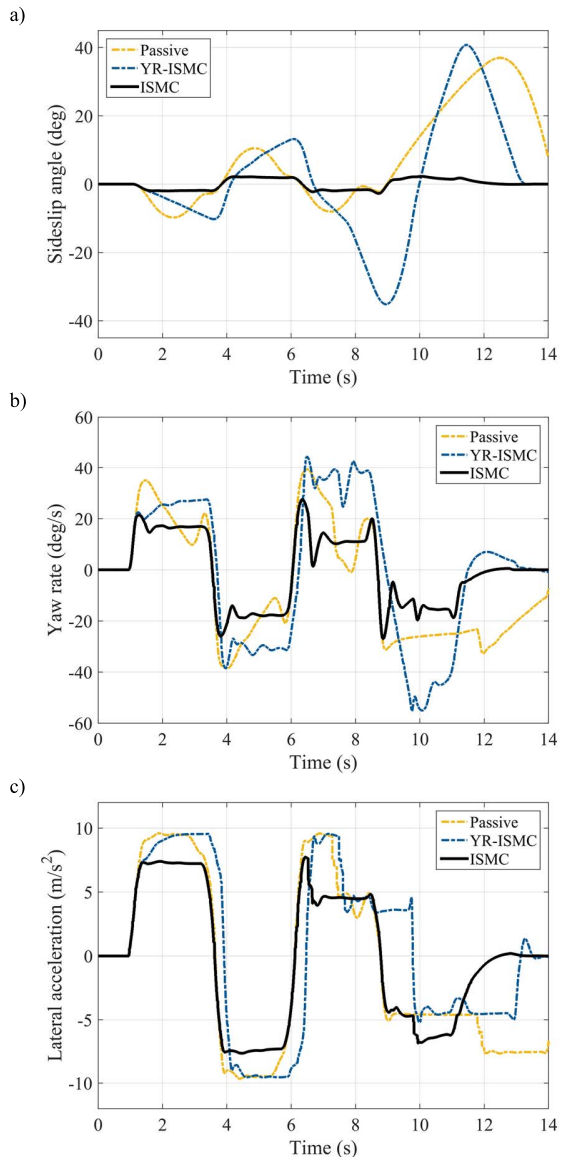 a)
40
20
0
-20
-40
Sideslip angle (deg)
Passive
YR-ISMC
ISMC
0 2 4 6 8 10 12 14
Time (s)
b)
60
40
20
0
-20
-40
-60
Yaw rate (deg/s)
Passive
YR-ISMC
ISMC
0 2 4 6 8 10 12 14
Time (s)
c)
10
5
0
-5
-10
Lateral acceleration (m/s²)
Passive
YR-ISMC
ISMC
0 2 4 6 8 10 12 14
Time (s)